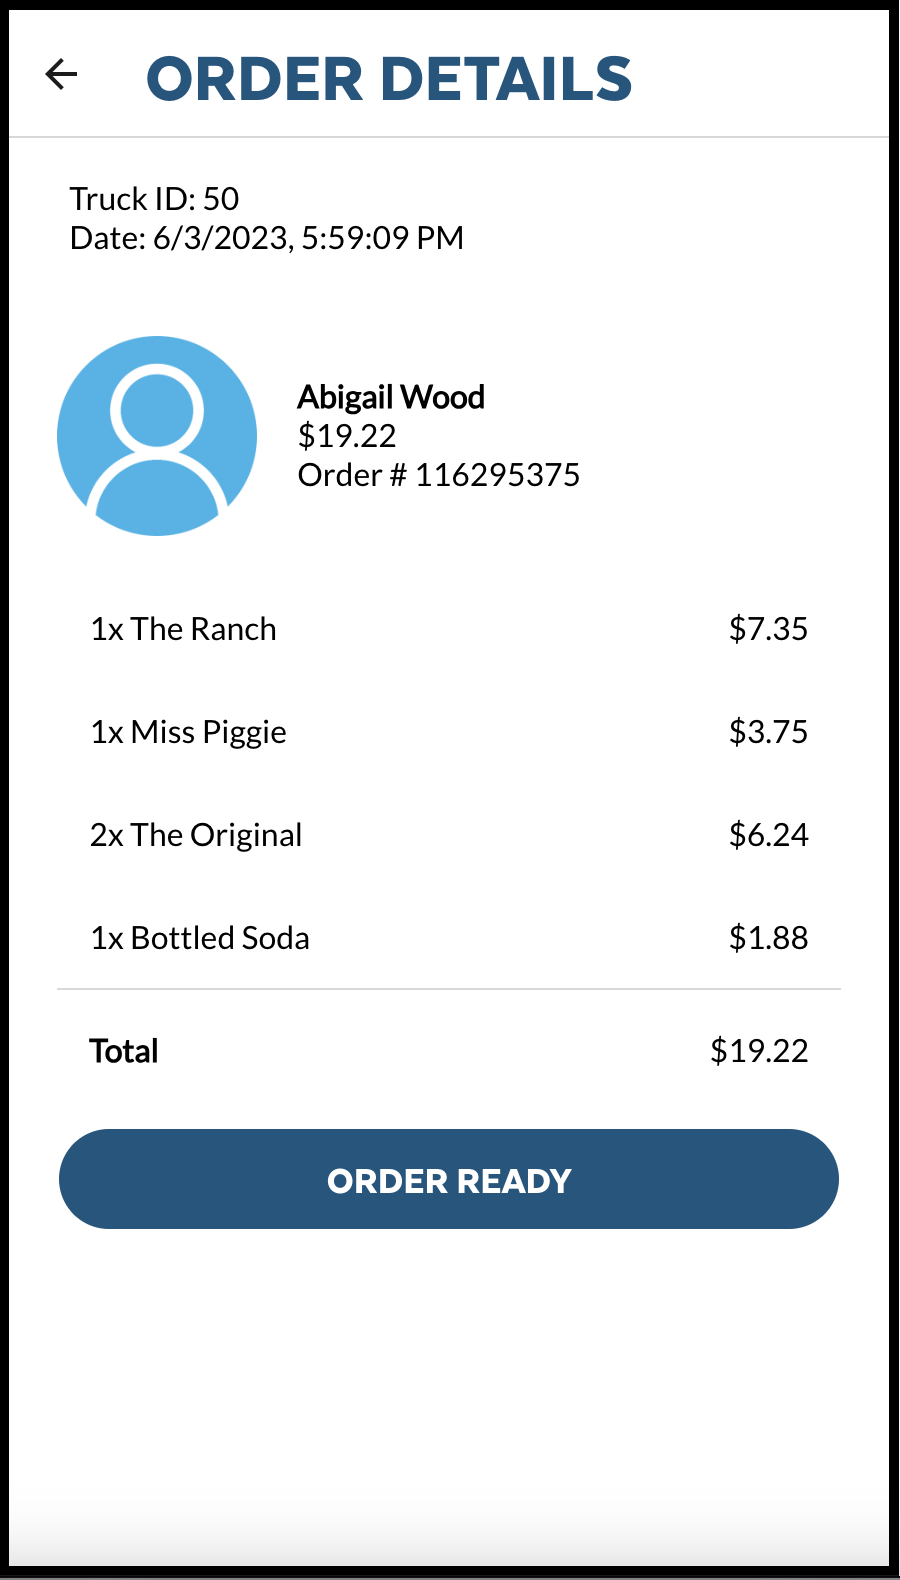 ORDER DETAILS
Truck ID: 50
Date: 6/3/2023, 5:59:09 PM
Abigail Wood
$19.22
Order # 116295375
1x The Ranch $7.35
1x Miss Piggie $3.75
2x The Original $6.24
1x Bottled Soda $1.88
Total $19.22
ORDER READY